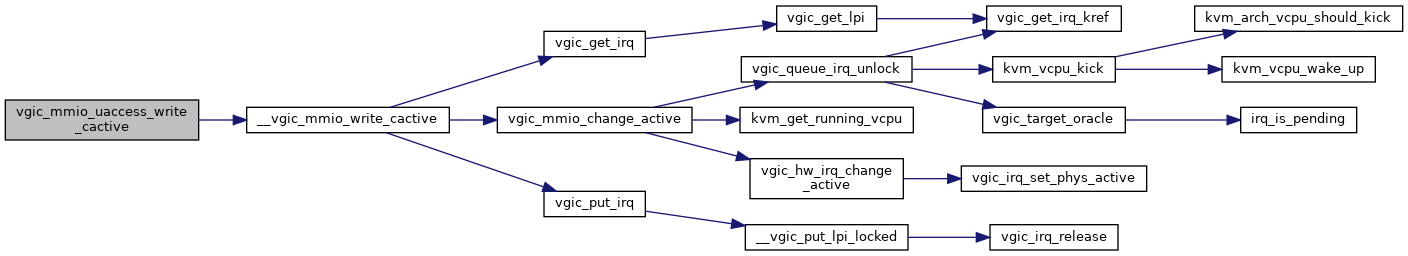 vgic_mmio_uaccess_write
_cactive
__vgic_mmio_write_cactive
vgic_get_irq
vgic_get_lpi
vgic_get_irq_kref
vgic_mmio_change_active
vgic_queue_irq_unlock
kvm_vcpu_kick
kvm_arch_vcpu_should_kick
kvm_vcpu_wake_up
vgic_target_oracle
irq_is_pending
kvm_get_running_vcpu
vgic_hw_irq_change
_active
vgic_irq_set_phys_active
vgic_put_irq
__vgic_put_lpi_locked
vgic_irq_release